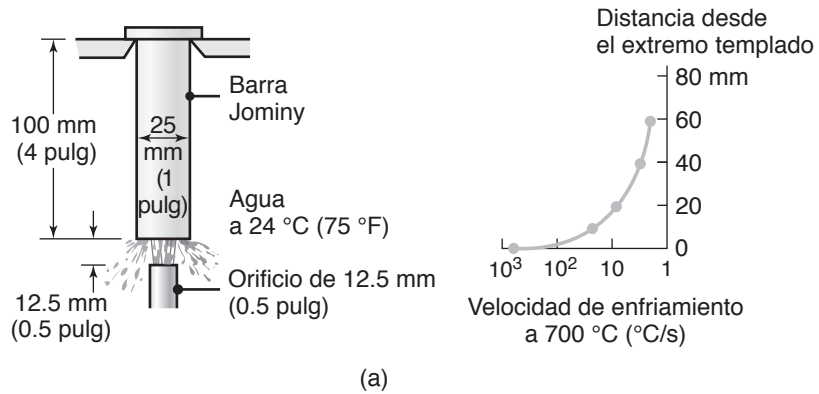 100 mm
(4 pulg)
25
mm
(1
pulg)
Barra
Jominy
Agua
a 24 °C (75 °F)
12.5 mm
(0.5 pulg)
Orificio de 12.5 mm
(0.5 pulg)
Distancia desde
el extremo templado
80 mm
60
40
20
0
10³ 10² 10 1
Velocidad de enfriamiento
a 700 °C (°C/s)
(a)